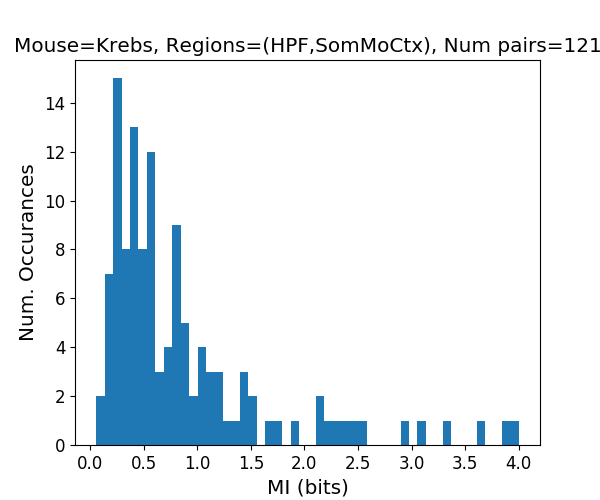 Mouse=Krebs, Regions=(HPF,SomMoCtx), Num pairs=121
Num. Occurances
14
12
10
8
6
4
2
0
0.0 0.5 1.0 1.5 2.0 2.5 3.0 3.5 4.0
MI (bits)